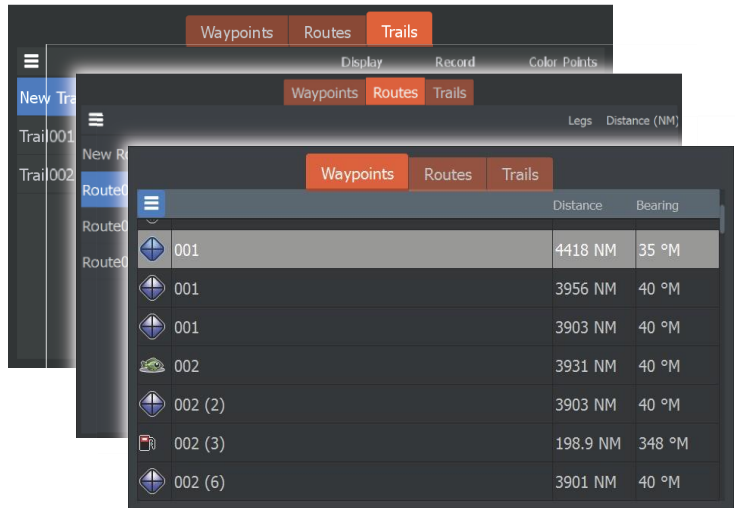 Waypoints Routes Trails
Display Record Color Points
New Tra
Trail001
Trail002
Waypoints Routes Trails
Legs Distance (NM)
New Ro
Route0
Route0
Route0
Waypoints Routes Trails
Distance Bearing
001 4418 NM 35 °M
001 3956 NM 40 °M
001 3903 NM 40 °M
002 3931 NM 40 °M
002 (2) 3903 NM 40 °M
002 (3) 198.9 NM 348 °M
002 (6) 3901 NM 40 °M